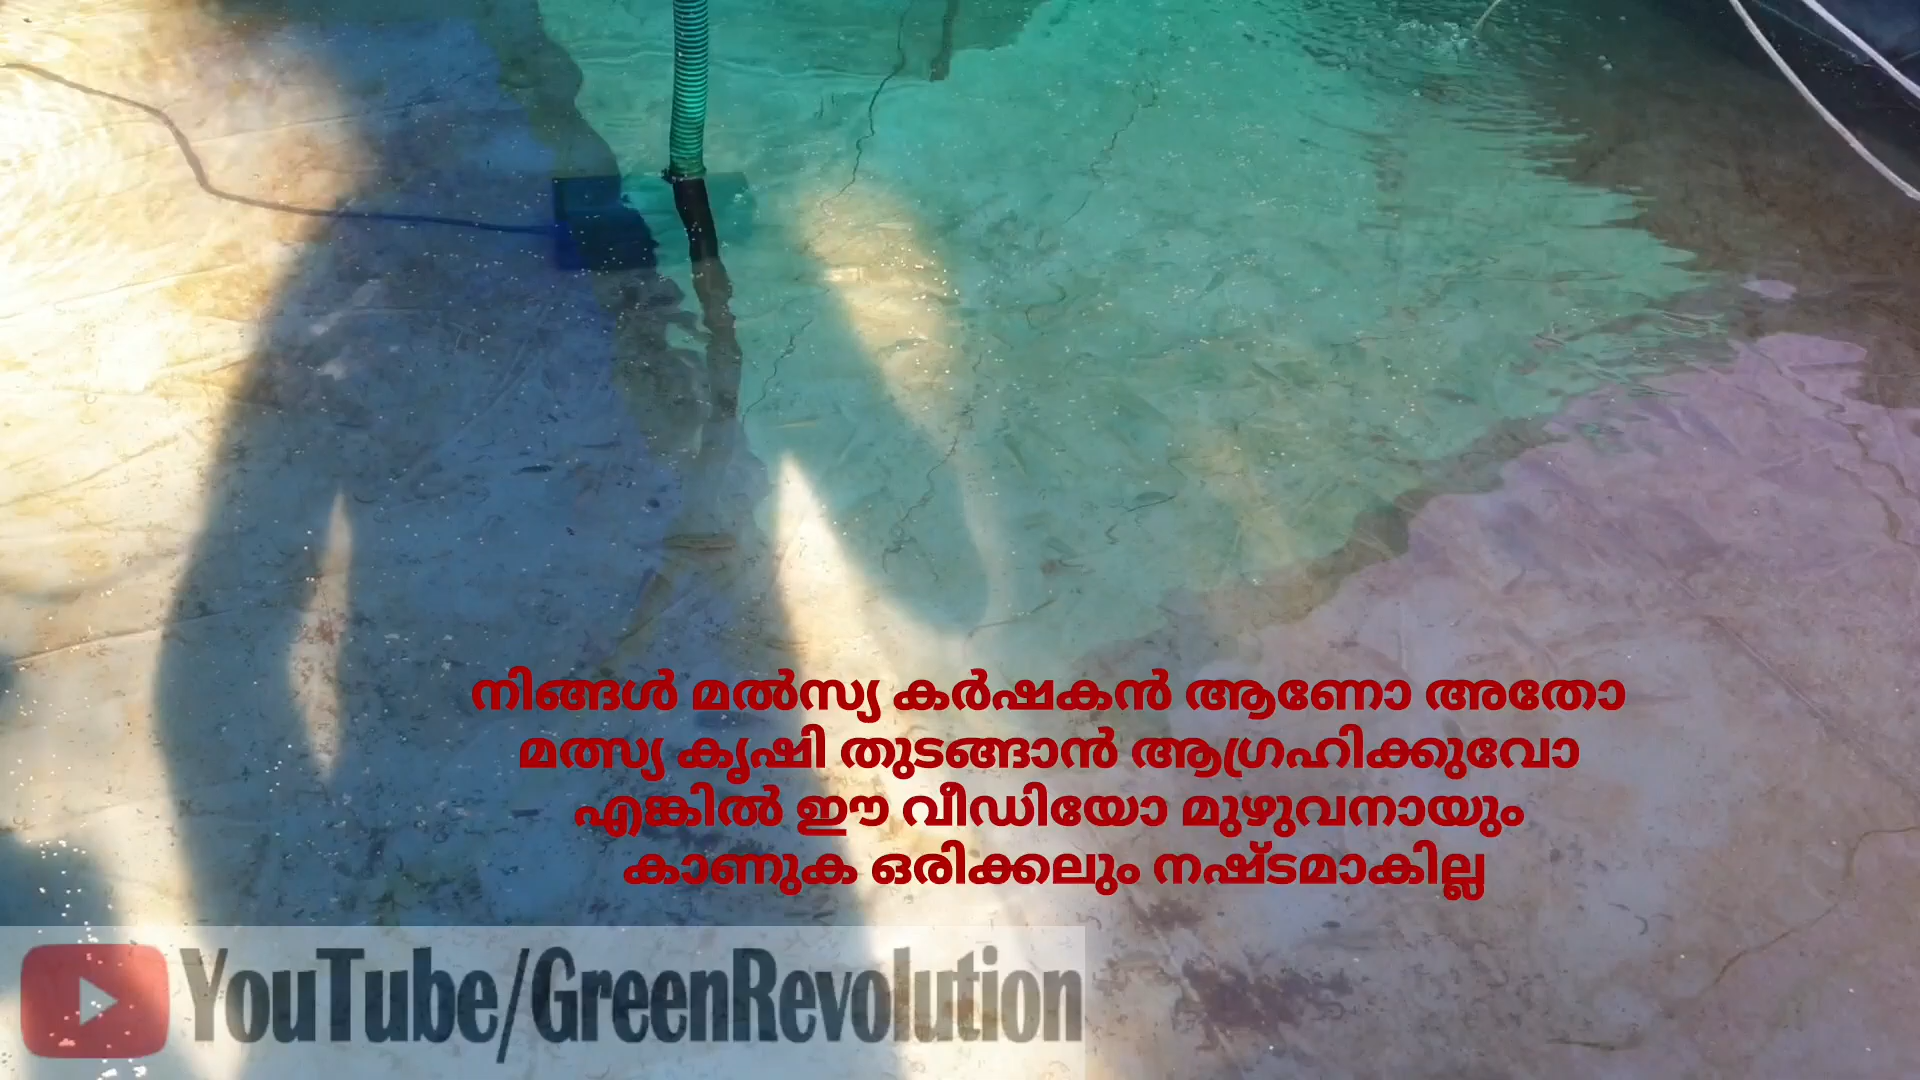 നിങ്ങൾ മൽസ്യ കർഷകൻ ആണോ അതോ
മത്സ്യ കൃഷി തുടങ്ങാൻ ആഗ്രഹിക്കുവോ
എങ്കിൽ ഈ വീഡിയോ മുഴുവനായും
കാണുക ഒരിക്കലും നഷ്ടമാകില്ല
YouTube/GreenRevolution